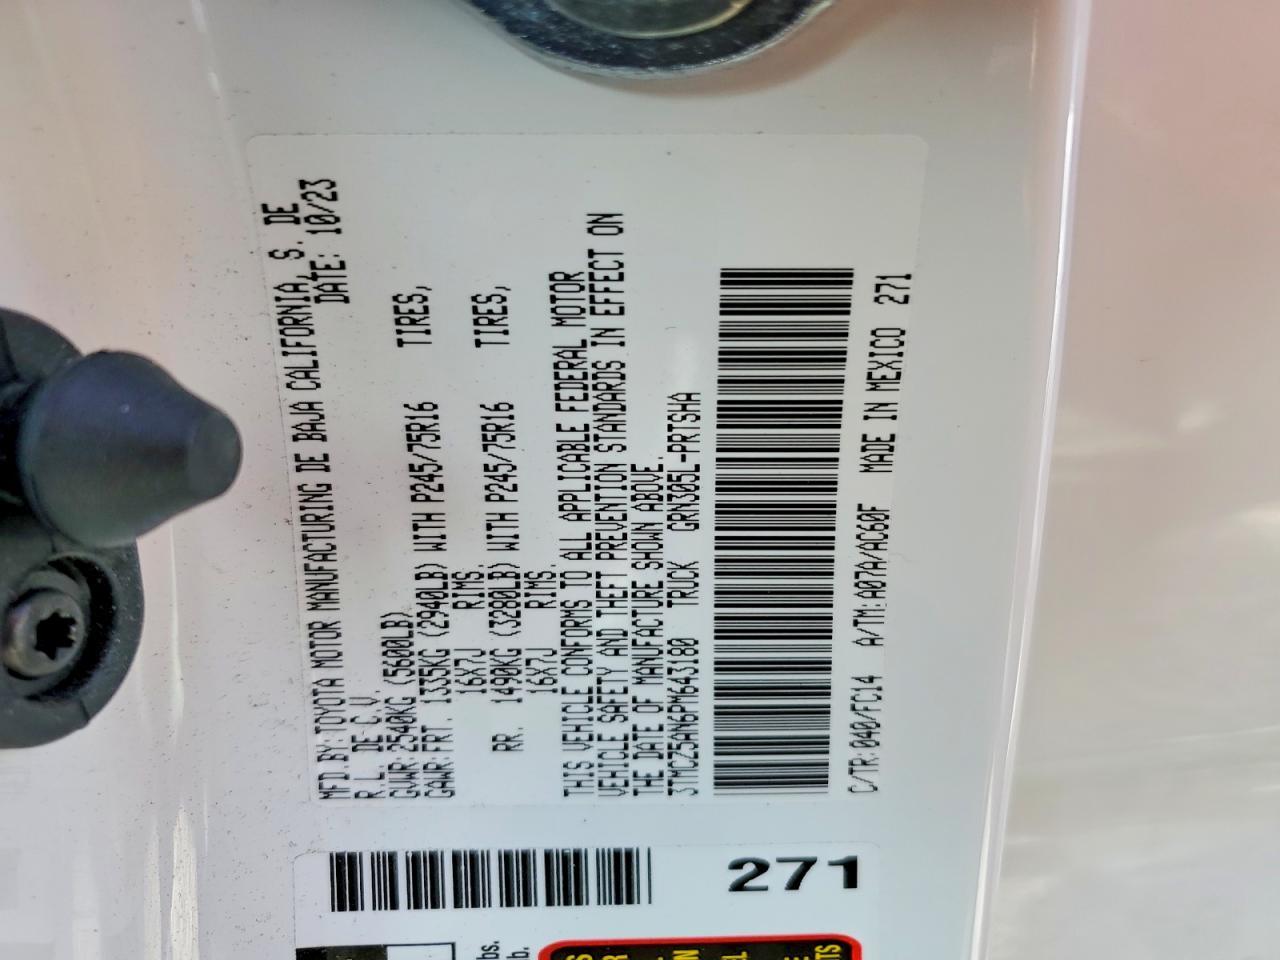 MFD.BY:TOYOTA MOTOR MANUFACTURING DE BAJA CALIFORNIA, S. DE
R.L. DE C.V. DATE: 10/23
GVWR:2540KG (5600LB)
GAWR:FRT. 1335KG (2940LB) WITH P245/75R16 TIRES,
16X7J RIMS.
RR. 1490KG (3280LB) WITH P245/75R16 TIRES,
16X7J RIMS.
THIS VEHICLE CONFORMS TO ALL APPLICABLE FEDERAL MOTOR
VEHICLE SAFETY AND THEFT PREVENTION STANDARDS IN EFFECT ON
THE DATE OF MANUFACTURE SHOWN ABOVE.
3TMCZ5AN6PM643180 TRUCK GRN305L-PRTSHA
C/TR:040/FC14 A/TM:A07A/AC60F MADE IN MEXICO 271
271